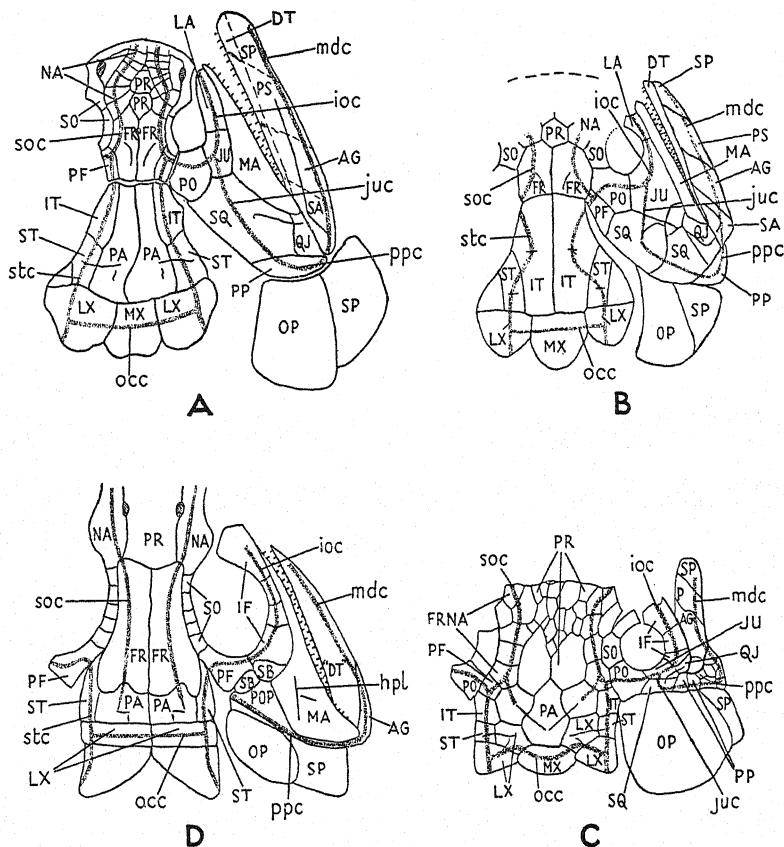 LA DT
NA SP mdc
PR PS
PR ioc
SO
soc FR FR
PF JU MA AG
PO juc
IT IT
SQ SA
ST PA PA ST QJ
stc PP ppc
LX MX LX OP SP
occ
A
LA DT SP
ioc mdc
PR NA PS
SO SO MA
soc FR FR PO JU AG
PF juc
stc SQ SA
QJ
SQ ppc
ST IT IT ST PP
LX MX LX OP SP
occ
B
NA PR NA ioc
soc SO IF mdc
FR FR DT
PF PF SB hpl
SB
ST PA PA POP MA AG
stc OP SP
LX occ ST ppc
D
PR
soc ioc SP mdc
P
FRNA AG JU
SO IF
PF PO QJ
PO ppc
IT PA IT SP
LX ST
ST OP
LX MX LX PP
occ SQ juc
C